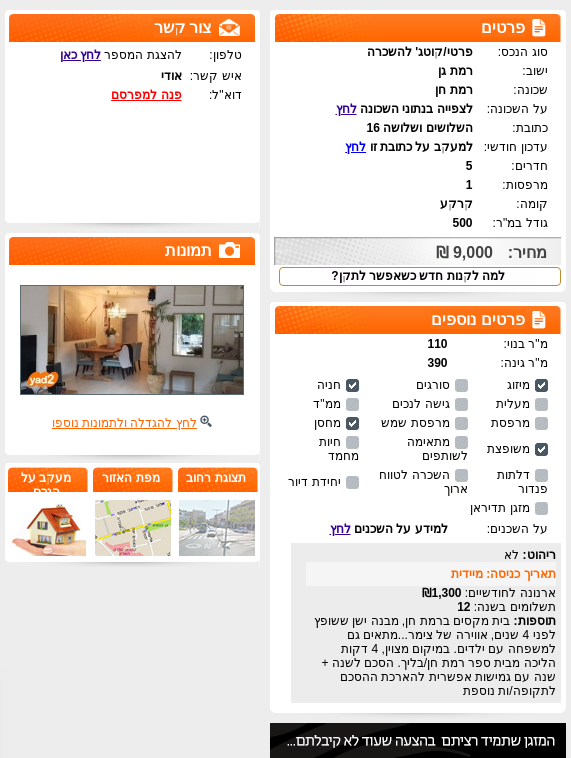 פרטים
סוג הנכס: פרטי/קוטג' להשכרה
ישוב: רמת גן
שכונה: רמת חן
על השכונה: לצפייה בנתוני השכונה לחץ
כתובת: השלושים ושלושה 16
עדכון חודשי: למעקב על כתובת זו לחץ
חדרים: 5
מרפסות: 1
קומה: קרקע
גודל במ"ר: 500
מחיר: 9,000 ₪
למה לקנות חדש כשאפשר לתקן?
פרטים נוספים
מ"ר בנוי: 110
מ"ר גינה: 390
מיזוג סורגים חניה
מעלית גישה לנכים ממ"ד
מרפסת מרפסת שמש מחסן
משופצת מתאימה לשותפים חיות מחמד
דלתות פנדור השכרה לטווח ארוך יחידת דיור
מזגן תדיראן
על השכנים: למידע על השכנים לחץ
ריהוט: לא
תאריך כניסה: מיידית
ארנונה לחודשיים: 1,300₪
תשלומים בשנה: 12
תוספות: בית מקסים ברמת חן, מבנה ישן ששופץ
לפני 4 שנים, אווירה של צימר...מתאים גם
למשפחה עם ילדים. במיקום מצוין, 4 דקות
הליכה מבית ספר רמת חן/בליך. הסכם לשנה +
שנה עם גמישות אפשרית להארכת ההסכם
לתקופה/ות נוספת
המזגן שתמיד רציתם בהצעה שעוד לא קיבלתם...
צור קשר
טלפון: להצגת המספר לחץ כאן
איש קשר: אודי
דוא"ל: פנה למפרסם
תמונות
yad2
לחץ להגדלה ולתמונות נוספו
תצוגת רחוב
מפת האזור
מעקב על
הנכס